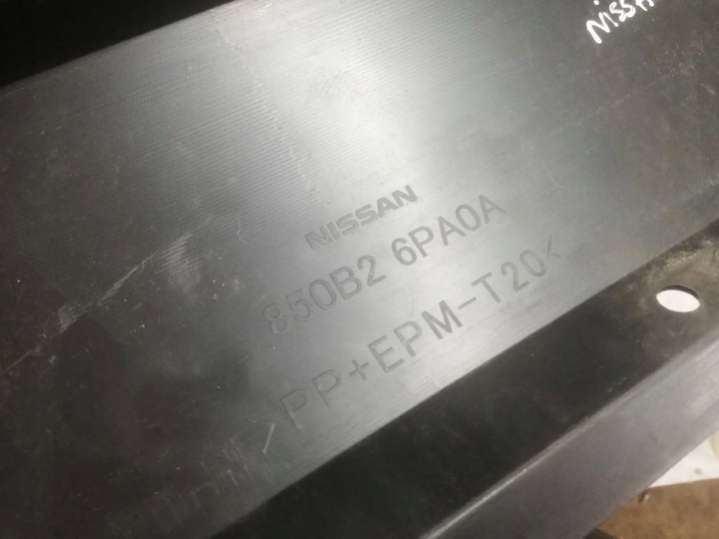 NISSAN
850B2 6PA0A
>PP+EPM-T20<